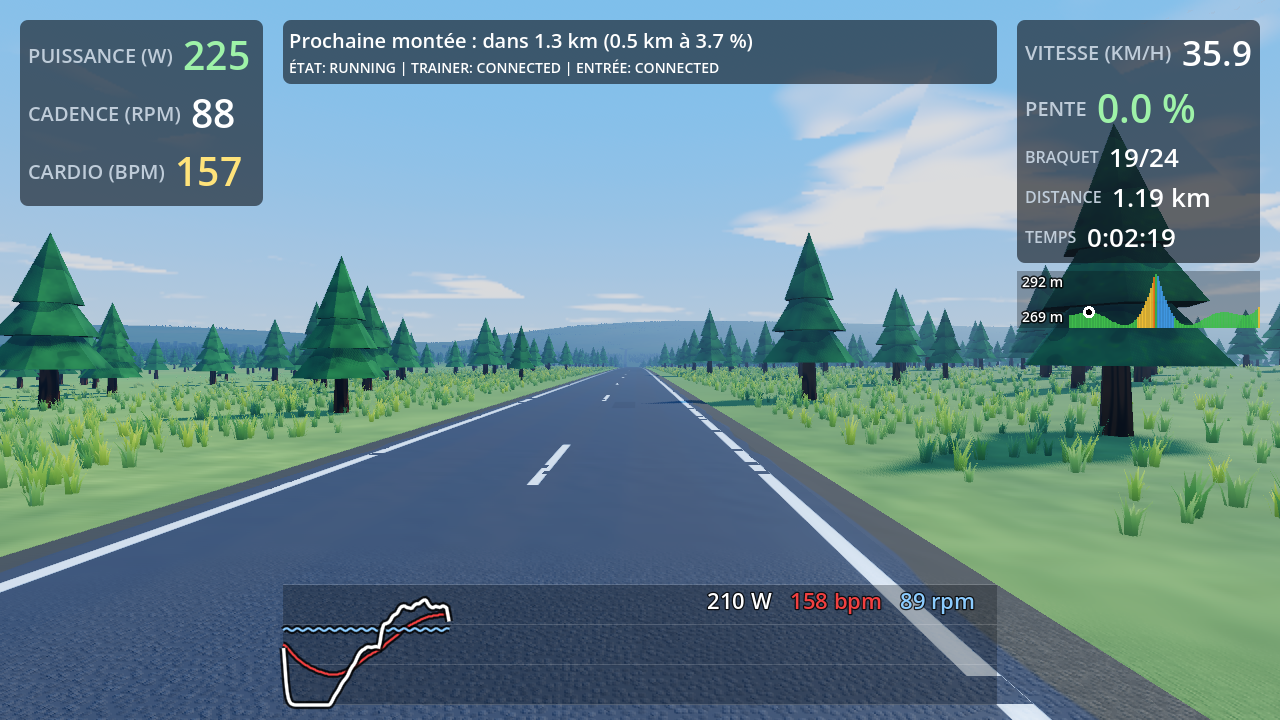 PUISSANCE (W) 225
CADENCE (RPM) 88
CARDIO (BPM) 157
Prochaine montée : dans 1.3 km (0.5 km à 3.7 %)
ÉTAT: RUNNING | TRAINER: CONNECTED | ENTRÉE: CONNECTED
VITESSE (KM/H) 35.9
PENTE 0.0 %
BRAQUET 19/24
DISTANCE 1.19 km
TEMPS 0:02:19
292 m
269 m
210 W 158 bpm 89 rpm